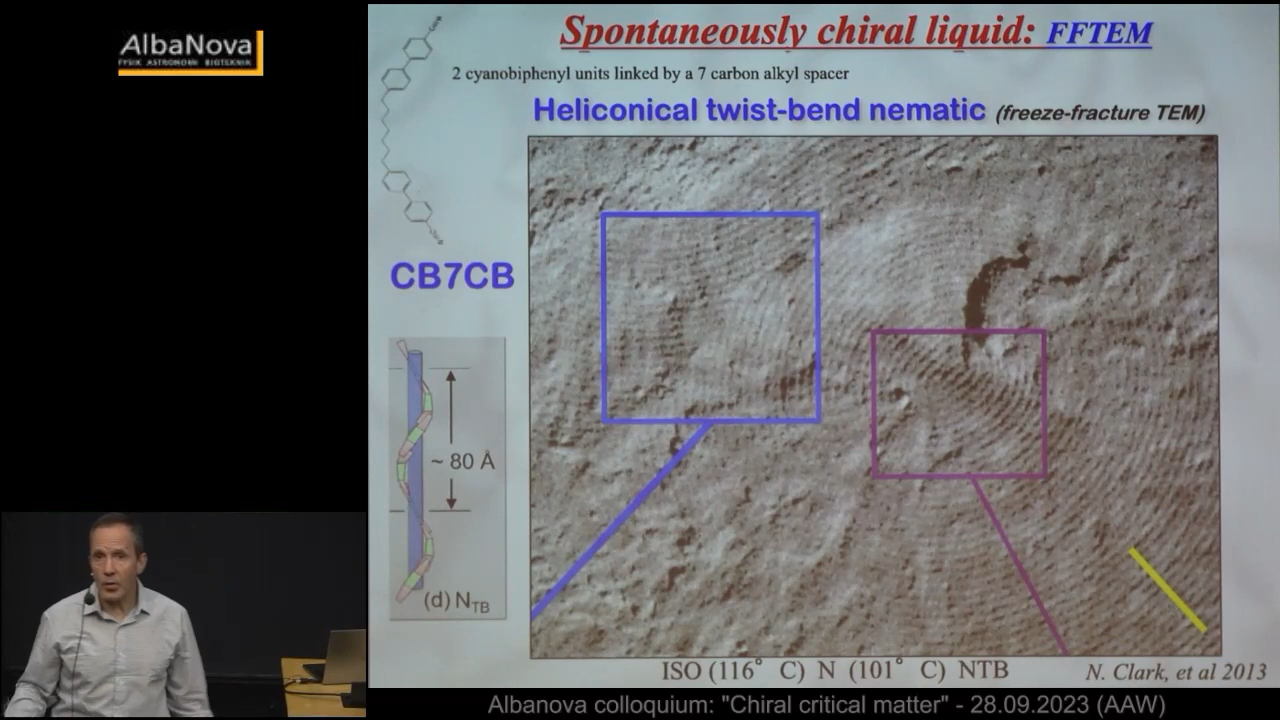 AlbaNova
FYSIK ASTRONOMI BIOTEKNIK
Spontaneously chiral liquid: FFTEM
2 cyanobiphenyl units linked by a 7 carbon alkyl spacer
Heliconical twist-bend nematic (freeze-fracture TEM)
CB7CB
~ 80 Å
(d) NTB
ISO (116° C) N (101° C) NTB
N. Clark, et al 2013
Albanova colloquium: "Chiral critical matter" - 28.09.2023 (AAW)